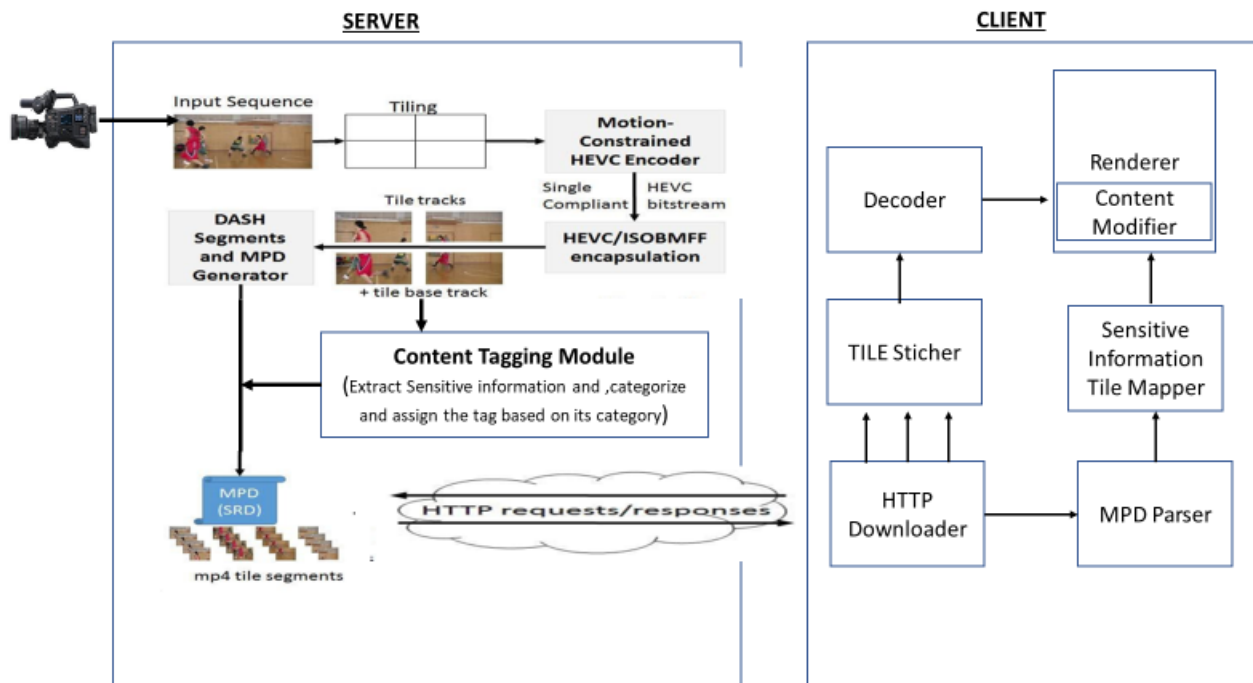 SERVER
Input Sequence
Tiling
Motion-
Constrained
HEVC Encoder
Single
Compliant
HEVC
bitstream
Tile tracks
DASH
Segments
and MPD
Generator
HEVC/ISOBMFF
encapsulation
+ tile base track
Content Tagging Module
(Extract Sensitive information and ,categorize
and assign the tag based on its category)
MPD
(SRD)
mp4 tile segments
HTTP requests/responses
CLIENT
Decoder
Renderer
Content
Modifier
TILE Sticher
Sensitive
Information
Tile Mapper
HTTP
Downloader
MPD Parser